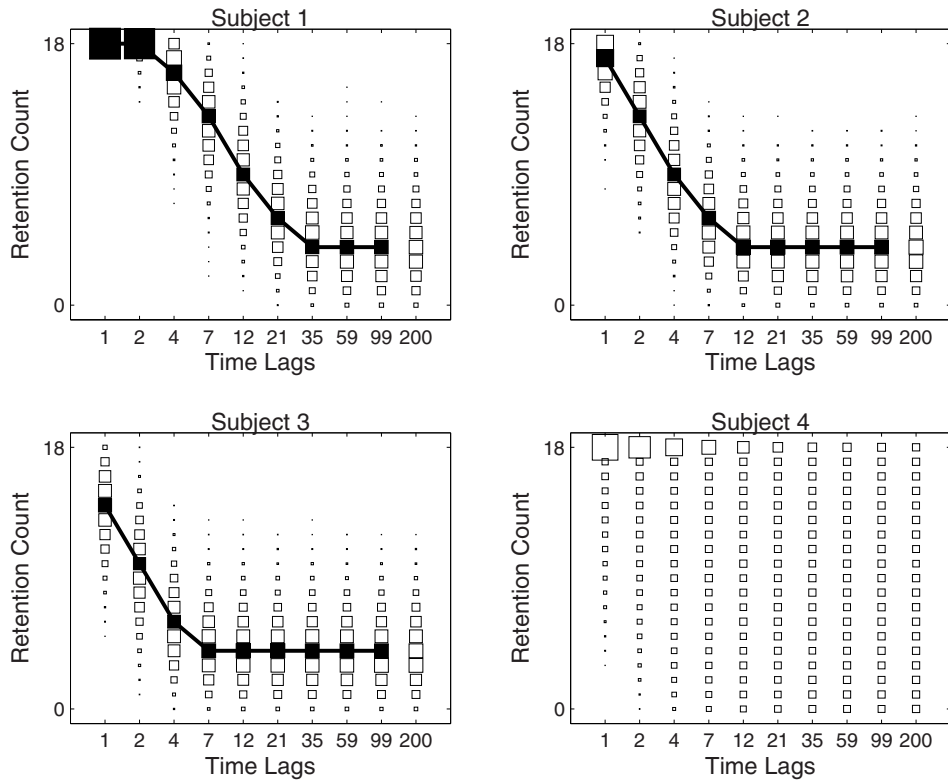 Subject 1
18
0
Retention Count
1 2 4 7 12 21 35 59 99 200
Time Lags
Subject 2
18
0
Retention Count
1 2 4 7 12 21 35 59 99 200
Time Lags
Subject 3
18
0
Retention Count
1 2 4 7 12 21 35 59 99 200
Time Lags
Subject 4
18
0
Retention Count
1 2 4 7 12 21 35 59 99 200
Time Lags